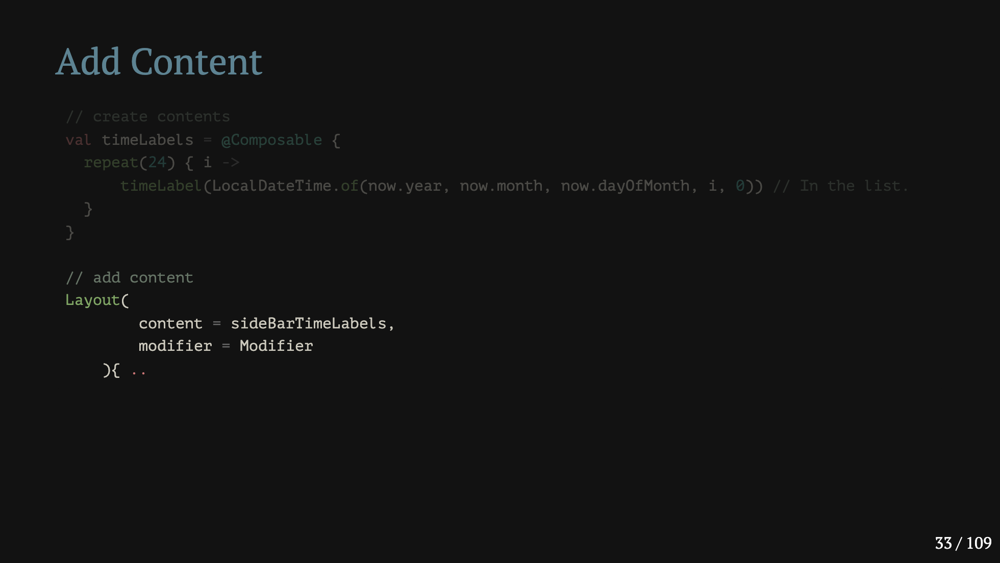 Add Content
// create contents
val timeLabels = @Composable {
  repeat(24) { i ->
      timeLabel(LocalDateTime.of(now.year, now.month, now.dayOfMonth, i, 0)) // In the list.
  }
}
// add content
Layout(
        content = sideBarTimeLabels,
        modifier = Modifier
    ){ ..
33 / 109